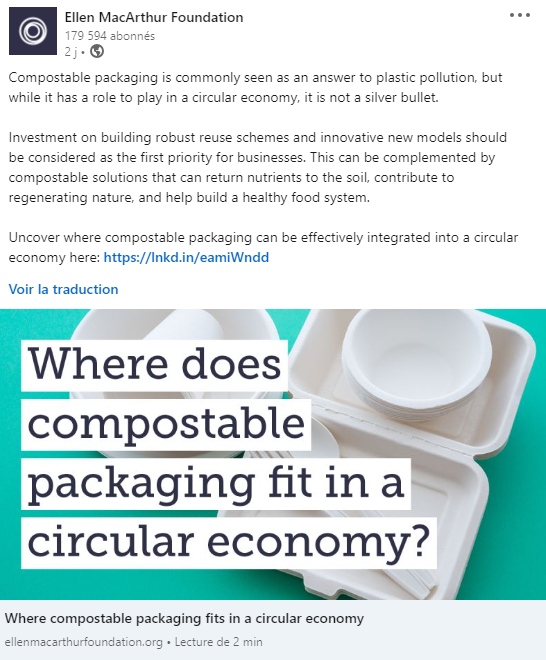 Ellen MacArthur Foundation
179 594 abonnés
2 j •
Compostable packaging is commonly seen as an answer to plastic pollution, but
while it has a role to play in a circular economy, it is not a silver bullet.
Investment on building robust reuse schemes and innovative new models should
be considered as the first priority for businesses. This can be complemented by
compostable solutions that can return nutrients to the soil, contribute to
regenerating nature, and help build a healthy food system.
Uncover where compostable packaging can be effectively integrated into a circular
economy here: https://lnkd.in/eamiWndd
Voir la traduction
Where does
compostable
packaging fit in a
circular economy?
Where compostable packaging fits in a circular economy
ellenmacarthurfoundation.org • Lecture de 2 min